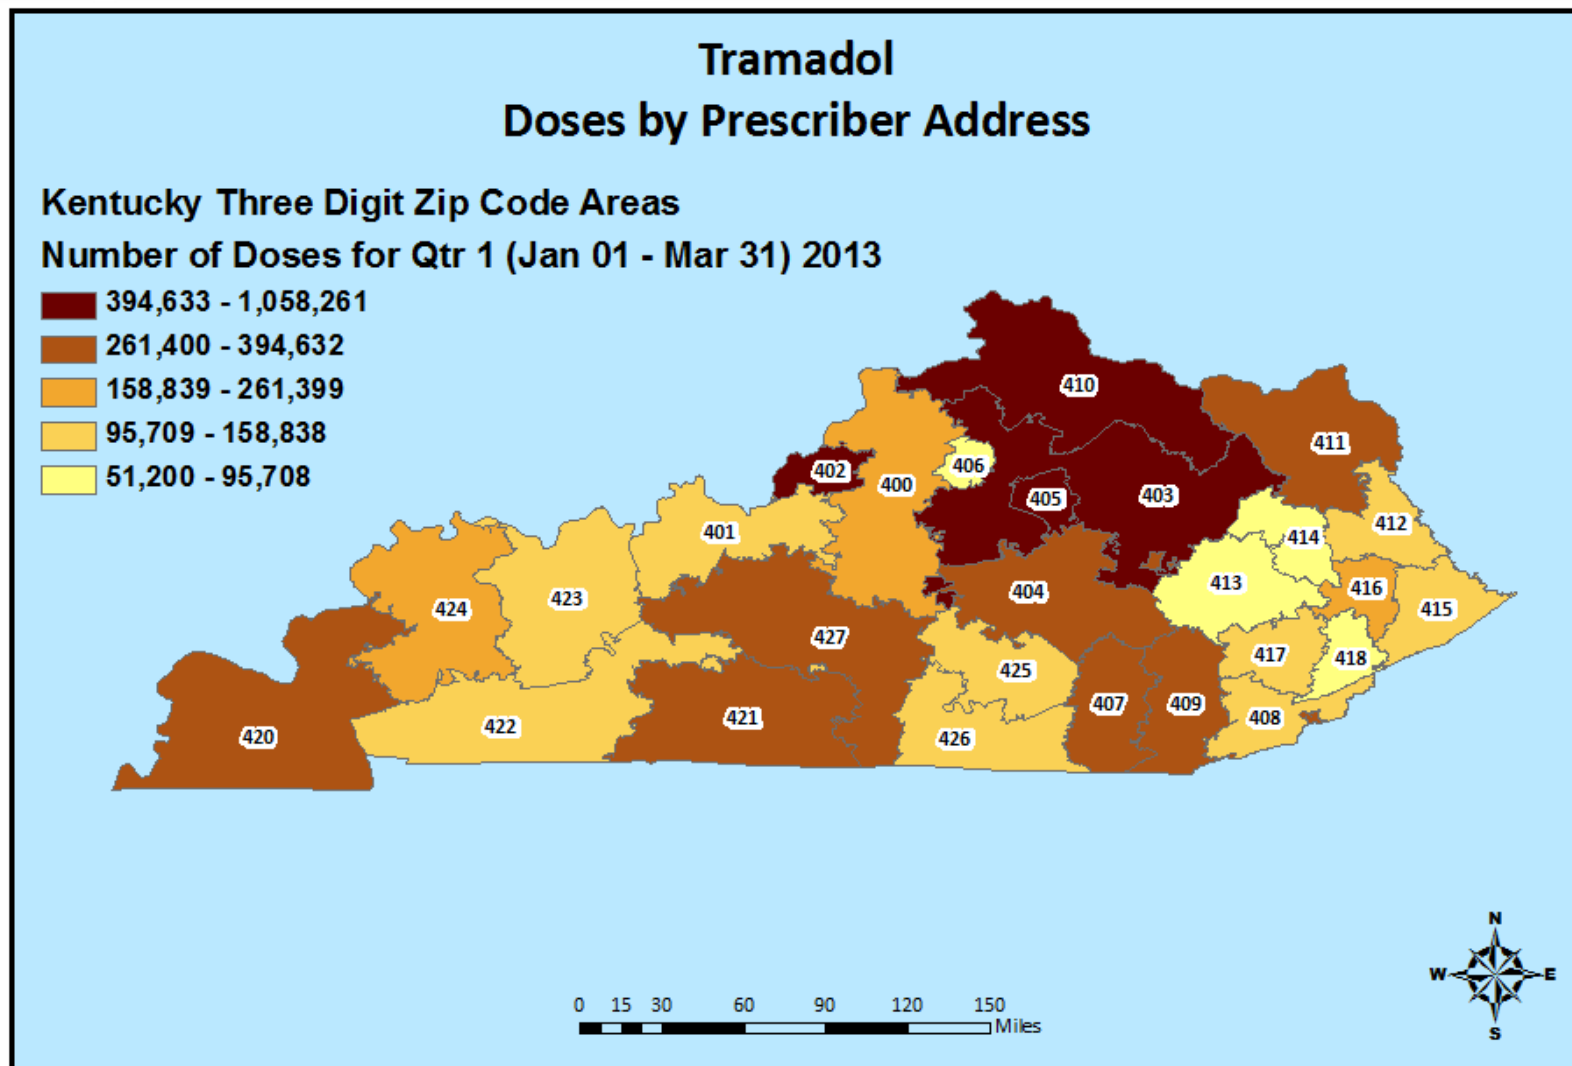 Tramadol
Doses by Prescriber Address
Kentucky Three Digit Zip Code Areas
Number of Doses for Qtr 1 (Jan 01 - Mar 31) 2013
394,633 - 1,058,261
261,400 - 394,632
158,839 - 261,399
95,709 - 158,838
51,200 - 95,708
410
411
402
406
400
405
403
412
401
414
413
416
404
423
424
415
427
417
418
425
407
409
421
408
422
420
426
N
W E
S
0 15 30 60 90 120 150
Miles